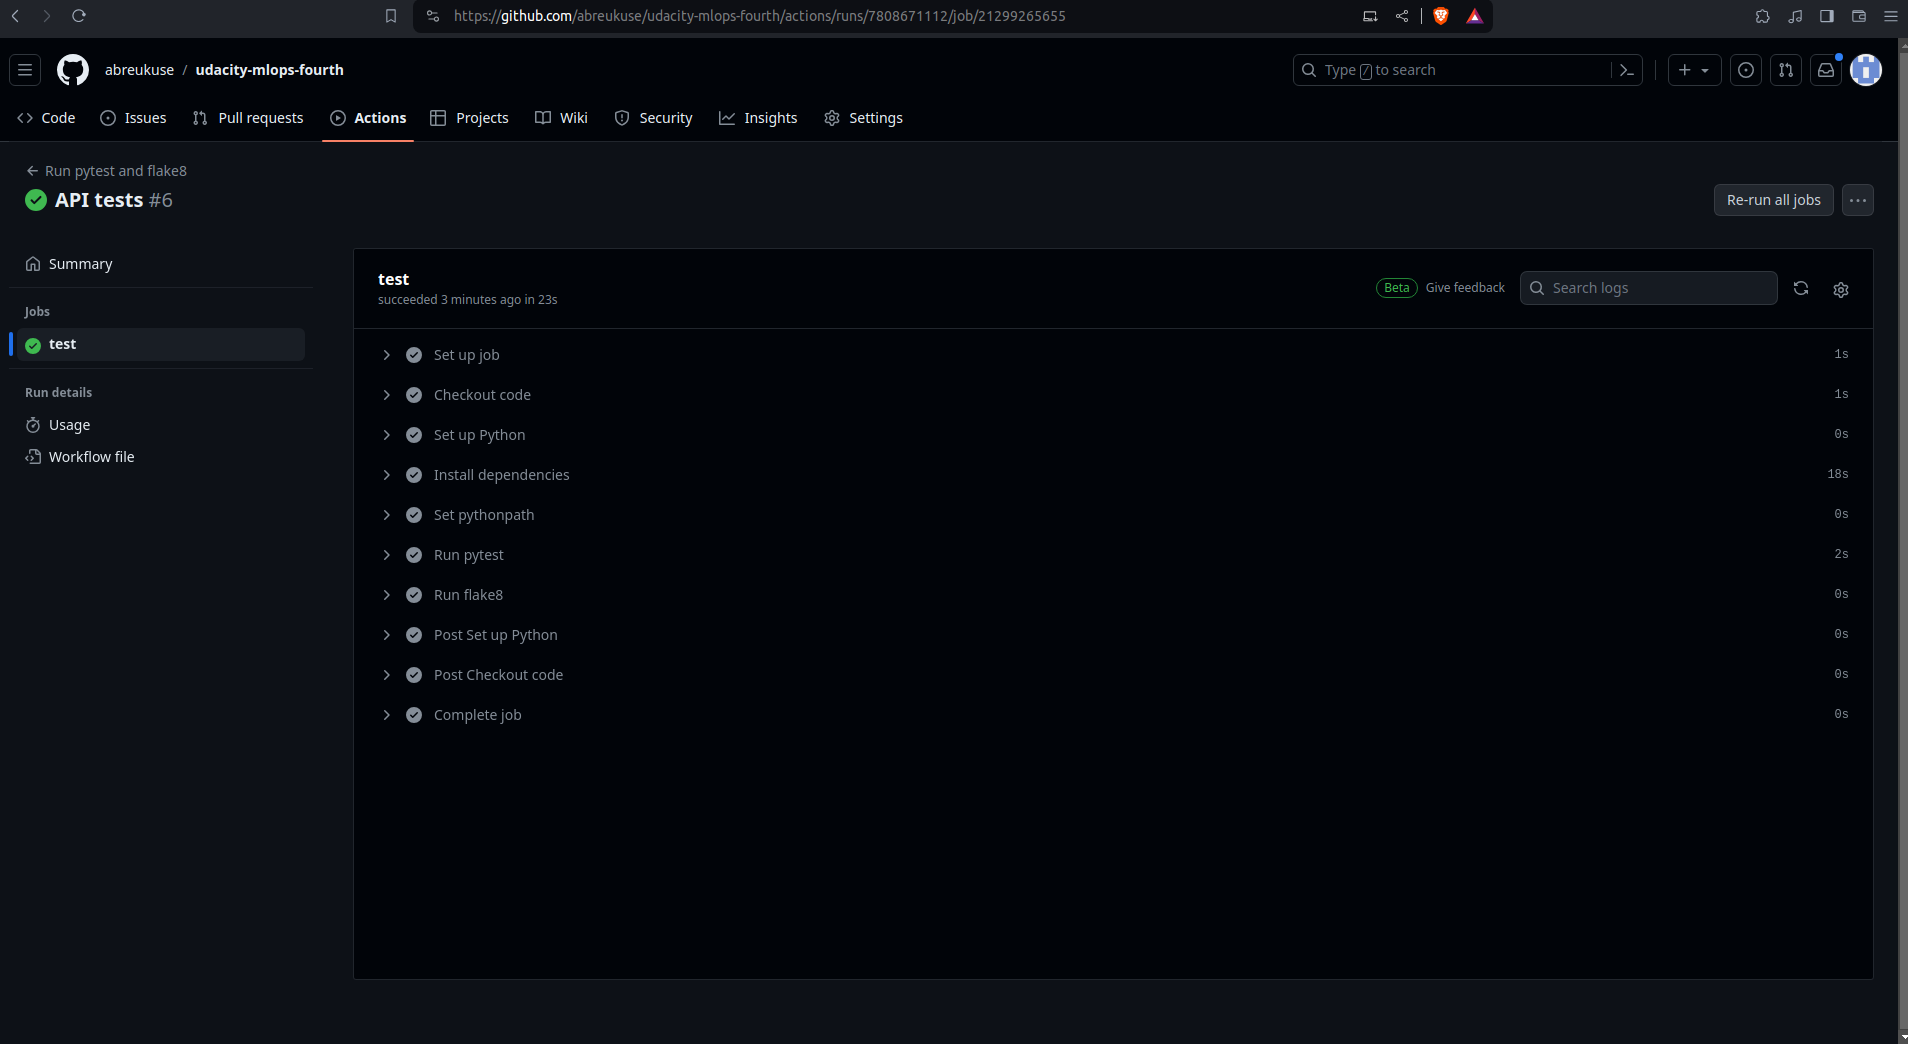 https://github.com/abreukuse/udacity-mlops-fourth/actions/runs/7808671112/job/21299265655
abreukuse / udacity-mlops-fourth
Type / to search
Code Issues Pull requests Actions Projects Wiki Insights Security Settings
Run pytest and flake8
API tests #6
Re-run all jobs
Summary
Jobs
test
Run details
Usage
Workflow file
test
succeeded 3 minutes ago in 23s
Beta Give feedback Search logs
Set up job 1s
Checkout code 1s
Set up Python 0s
Install dependencies 18s
Set pythonpath 0s
Run pytest 2s
Run flake8 0s
Post Set up Python 0s
Post Checkout code 0s
Complete job 0s